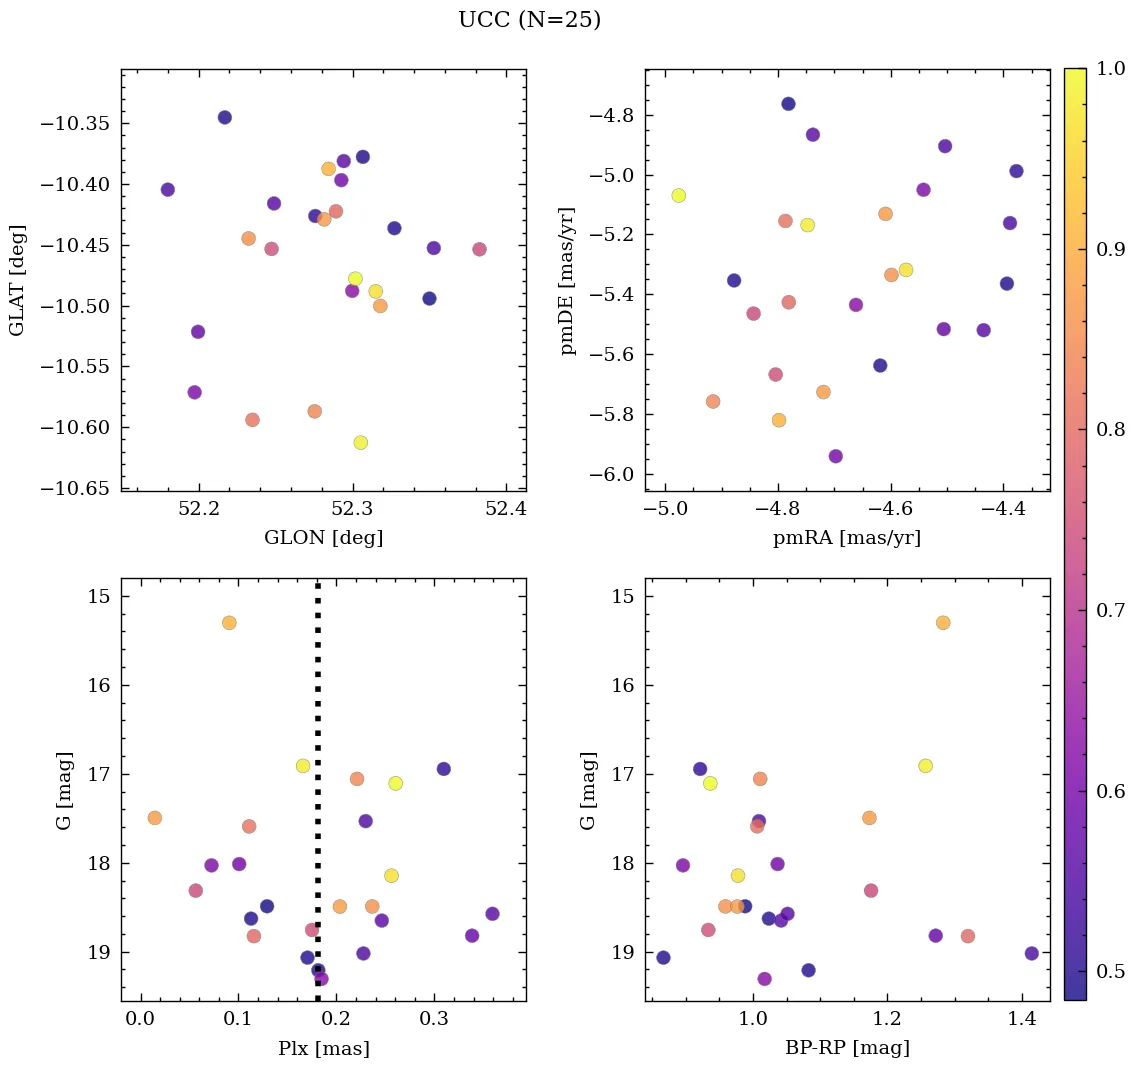 UCC (N=25)
−10.35
−10.40
−10.45
−10.50
−10.55
−10.60
−10.65
GLAT [deg]
52.2 52.3 52.4
GLON [deg]
−4.8
−5.0
−5.2
−5.4
−5.6
−5.8
−6.0
pmDE [mas/yr]
−5.0 −4.8 −4.6 −4.4
pmRA [mas/yr]
1.0
0.9
0.8
0.7
0.6
0.5
15
16
17
18
19
G [mag]
0.0 0.1 0.2 0.3
Plx [mas]
15
16
17
18
19
G [mag]
1.0 1.2 1.4
BP-RP [mag]